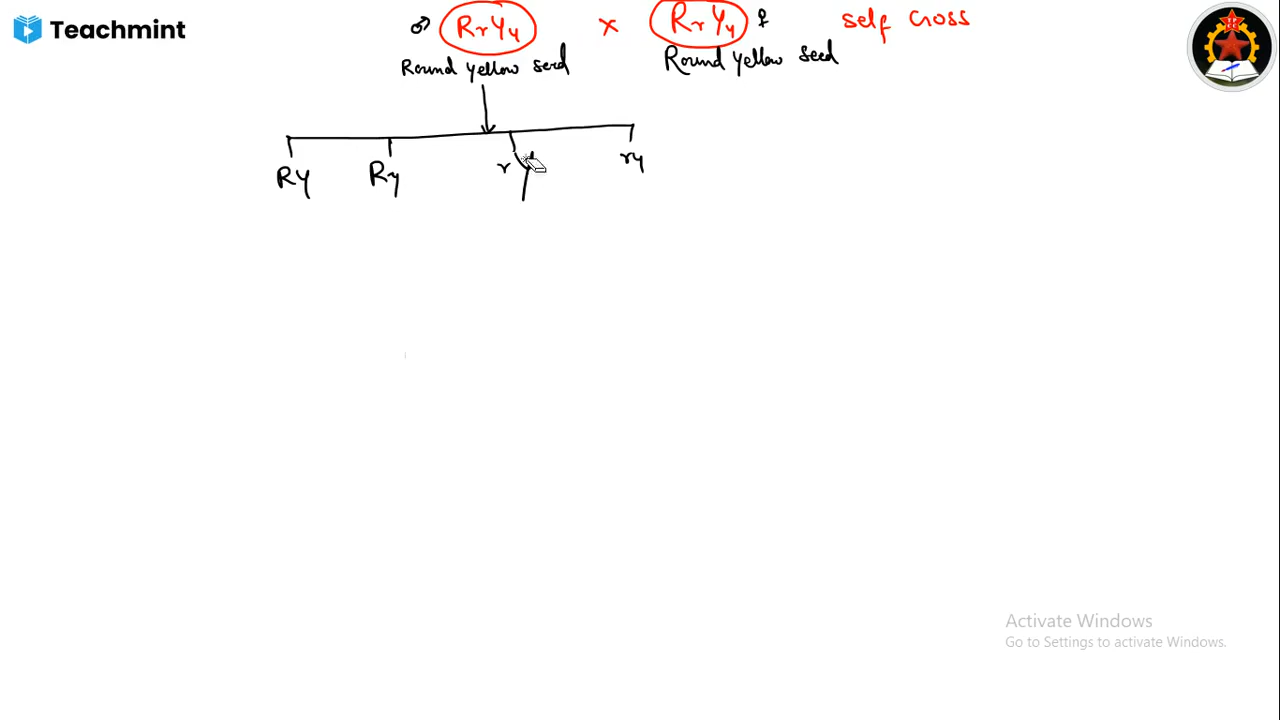 Teachmint
♂ RrYy × RrYy ♀ self cross
Round yellow seed Round yellow seed
RY Ry r ry
Activate Windows
Go to Settings to activate Windows.